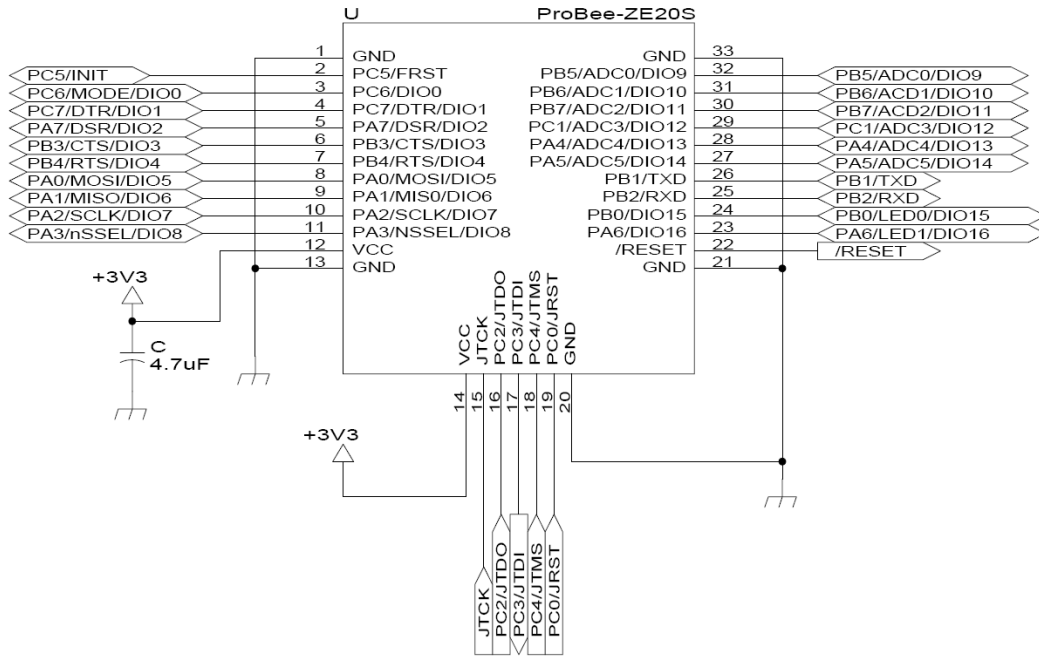 U ProBee-ZE20S
1 GND GND 33
PC5/INIT 2 PC5/FRST PB5/ADC0/DIO9 32 PB5/ADC0/DIO9
PC6/MODE/DIO0 3 PC6/DIO0 PB6/ADC1/DIO10 31 PB6/ACD1/DIO10
PC7/DTR/DIO1 4 PC7/DTR/DIO1 PB7/ADC2/DIO11 30 PB7/ACD2/DIO11
PA7/DSR/DIO2 5 PA7/DSR/DIO2 PC1/ADC3/DIO12 29 PC1/ADC3/DIO12
PB3/CTS/DIO3 6 PB3/CTS/DIO3 PA4/ADC4/DIO13 28 PA4/ADC4/DIO13
PB4/RTS/DIO4 7 PB4/RTS/DIO4 PA5/ADC5/DIO14 27 PA5/ADC5/DIO14
PA0/MOSI/DIO5 8 PA0/MOSI/DIO5 PB1/TXD 26 PB1/TXD
PA1/MISO/DIO6 9 PA1/MIS0/DIO6 PB2/RXD 25 PB2/RXD
PA2/SCLK/DIO7 10 PA2/SCLK/DIO7 PB0/DIO15 24 PB0/LED0/DIO15
PA3/nSSEL/DIO8 11 PA3/NSSEL/DIO8 PA6/DIO16 23 PA6/LED1/DIO16
12 VCC /RESET 22 /RESET
13 GND GND 21
+3V3
C
4.7uF
VCC
JTCK
PC2/JTDO
PC3/JTDI
PC4/JTMS
PC0/JRST
GND
14
15
16
17
18
19
20
+3V3
JTCK
PC2/JTDO
PC3/JTDI
PC4/JTMS
PC0/JRST